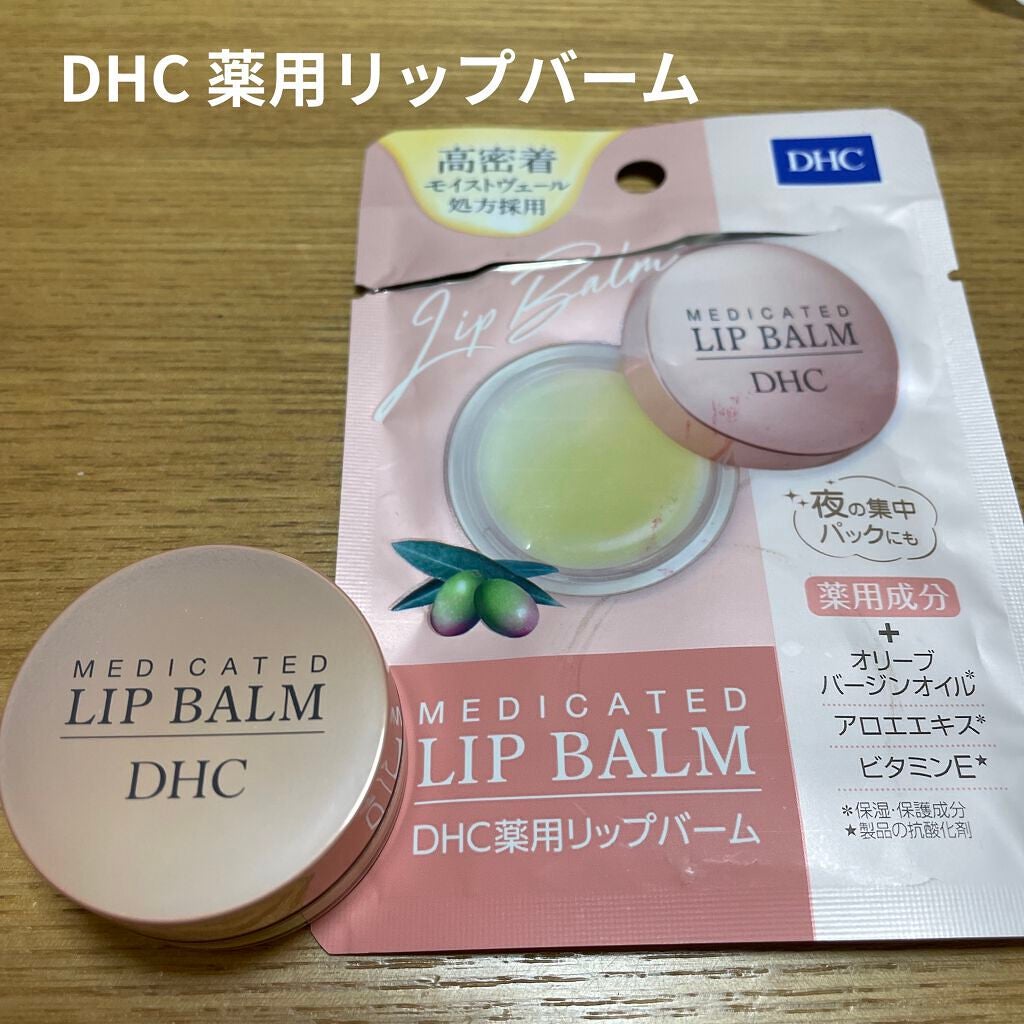 DHC 薬用リップバーム
高密着
モイストヴェール
処方採用
DHC
Lip Balm
MEDICATED
LIP BALM
DHC
夜の集中
パックにも
薬用成分
+
オリーブ
バージンオイル*
アロエエキス*
ビタミンE★
*保湿・保護成分
★製品の抗酸化剤
MEDICATED
LIP BALM
DHC薬用リップバーム
MEDICATED
LIP BALM
DHC